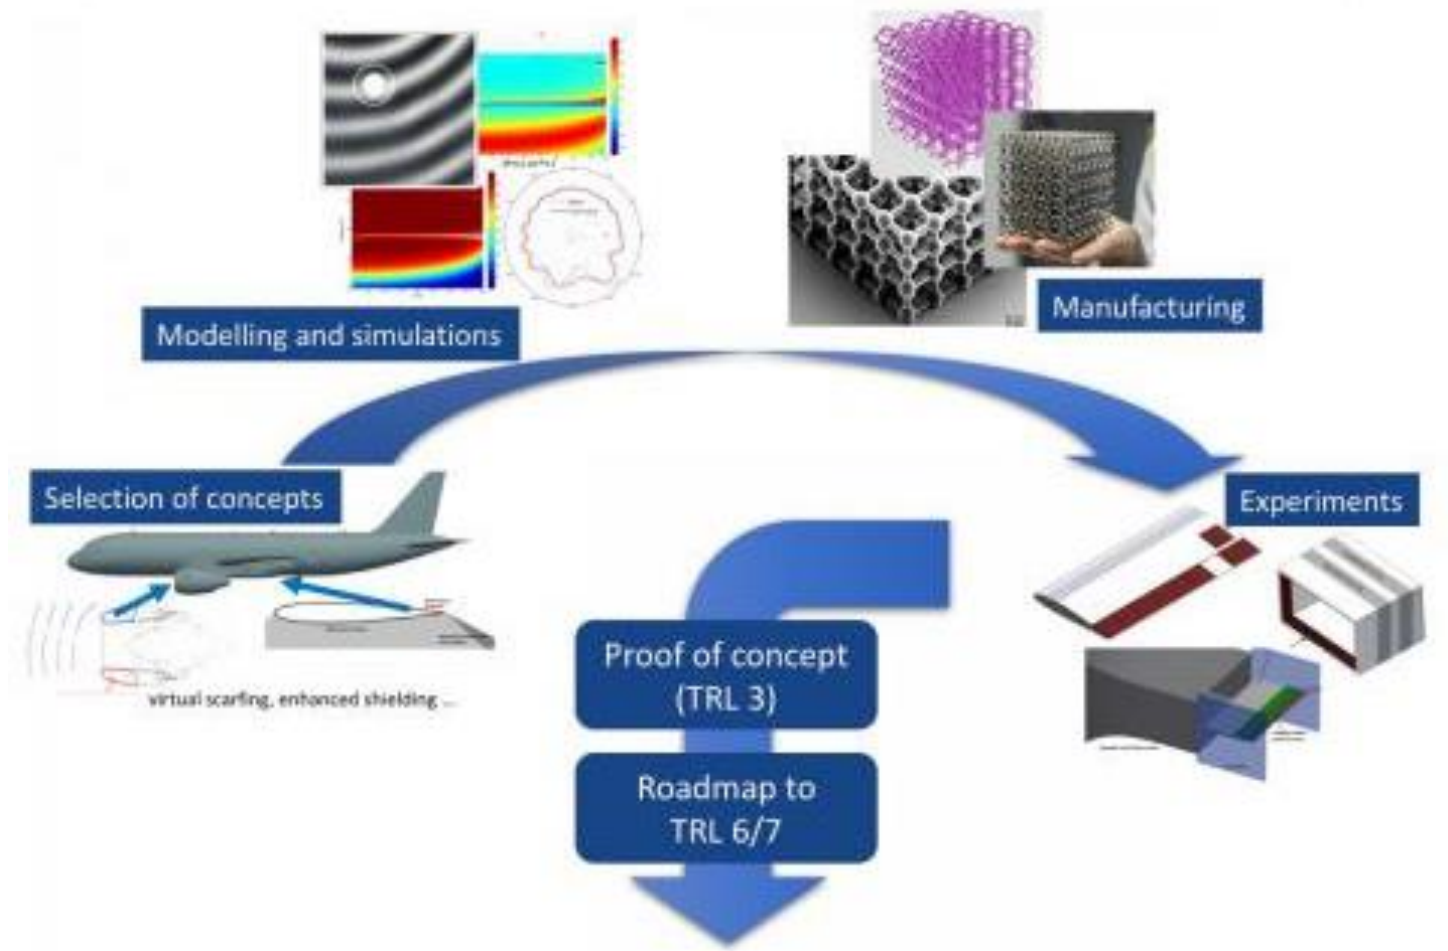 Modelling and simulations
Manufacturing
Selection of concepts
Experiments
virtual scarfing, enhanced shielding ...
Proof of concept
(TRL 3)
Roadmap to
TRL 6/7